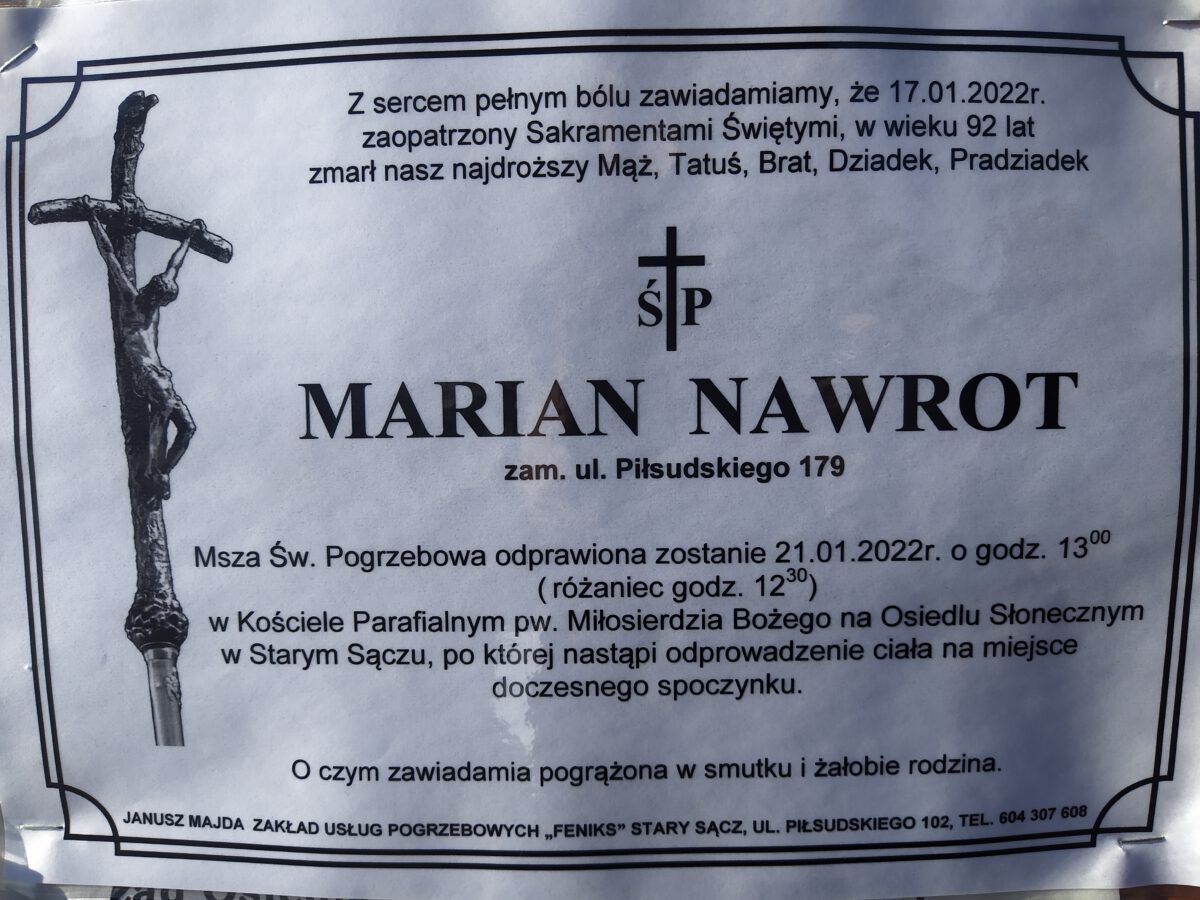 Z sercem pełnym bólu zawiadamiamy, że 17.01.2022r.
zaopatrzony Sakramentami Świętymi, w wieku 92 lat
zmarł nasz najdroższy Mąż, Tatuś, Brat, Dziadek, Pradziadek
Ś P
MARIAN NAWROT
zam. ul. Piłsudskiego 179
Msza Św. Pogrzebowa odprawiona zostanie 21.01.2022r. o godz. 13⁰⁰
( różaniec godz. 12³⁰)
w Kościele Parafialnym pw. Miłosierdzia Bożego na Osiedlu Słonecznym
w Starym Sączu, po której nastąpi odprowadzenie ciała na miejsce
doczesnego spoczynku.
O czym zawiadamia pogrążona w smutku i żałobie rodzina.
JANUSZ MAJDA ZAKŁAD USŁUG POGRZEBOWYCH „FENIKS” STARY SĄCZ, UL. PIŁSUDSKIEGO 102, TEL. 604 307 608